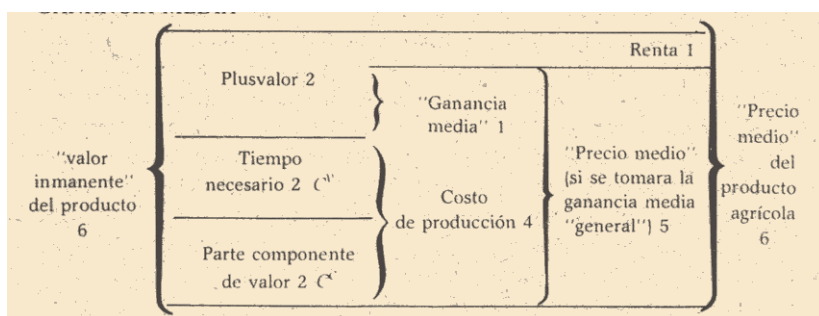 Renta 1
Plusvalor 2
''Ganancia
media'' 1
''valor
inmanente''
del producto
6
Tiempo
necesario 2
Costo
de producción 4
Parte componente
de valor 2
''Precio medio''
(si se tomara la
ganancia media
''general'') 5
''Precio
medio''
del
producto
agrícola
6